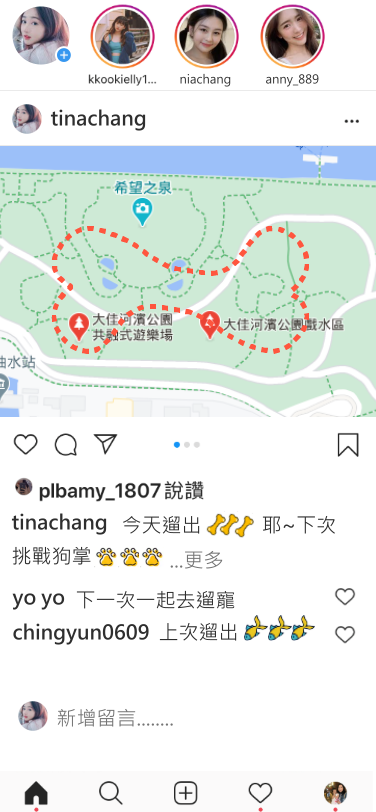 kkookielly1...
niachang
anny_889
tinachang
希望之泉
大佳河濱公園
共融式遊樂場
大佳河濱公園戲水區
抽水站
plbamy_1807 說讚
tinachang 今天遛出 耶~下次
挑戰狗掌 ...更多
yo yo 下一次一起去遛寵
chingyun0609 上次遛出
新增留言........